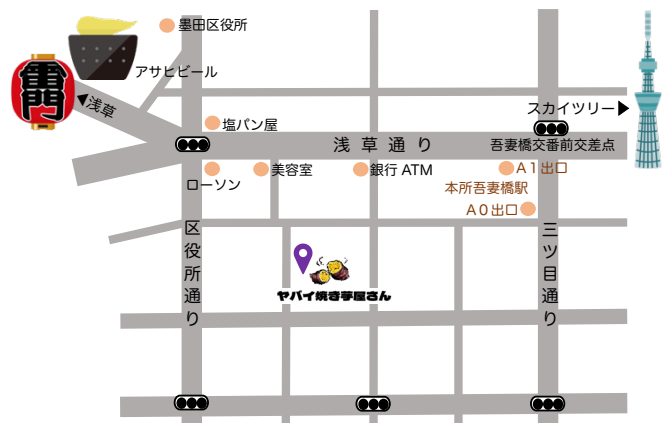 墨田区役所
アサヒビール
雷門
浅草
塩パン屋
スカイツリー
浅草通り
吾妻橋交番前交差点
ローソン
美容室
銀行ATM
A1出口
本所吾妻橋駅
A0出口
区役所通り
三ツ目通り
ヤバイ焼き芋屋さん